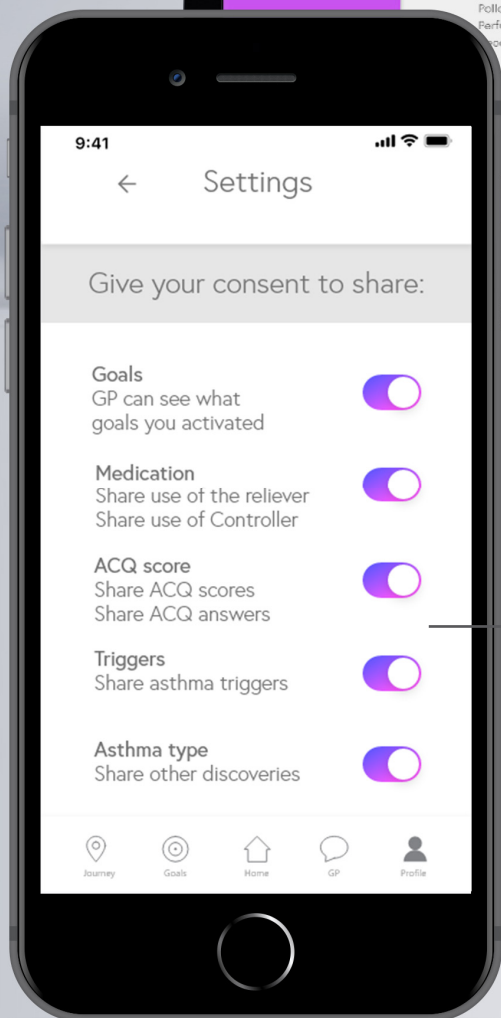 Pollo
Perfo
9:41
Settings
Give your consent to share:
Goals
GP can see what
goals you activated
Medication
Share use of the reliever
Share use of Controller
ACQ score
Share ACQ scores
Share ACQ answers
Triggers
Share asthma triggers
Asthma type
Share other discoveries
Journey
Goals
Home
GP
Profile